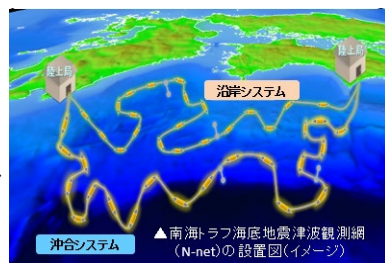 陸上局
陸上局
沿岸システム
沖合システム
▲南海トラフ海底地震津波観測網
(N-net)の設置図(イメージ)